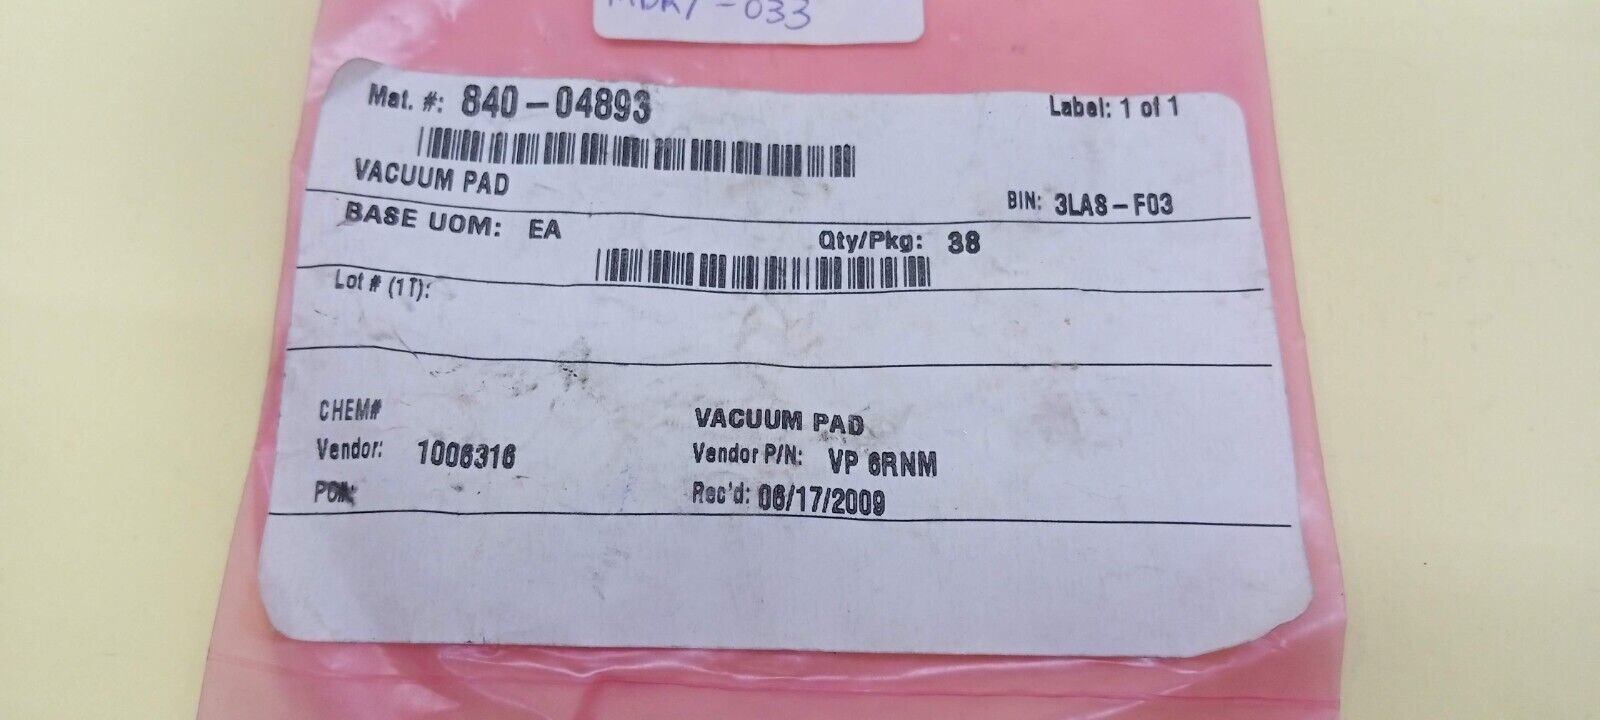 -033
Mat. #: 840-04893
Label: 1 of 1
VACUUM PAD
BIN: 3LA8-F03
BASE UOM: EA
Qty/Pkg: 38
Lot # (1T):
CHEM#
VACUUM PAD
Vendor: 1006316
Vendor P/N: VP 6RNM
PO#:
Rec'd: 06/17/2009